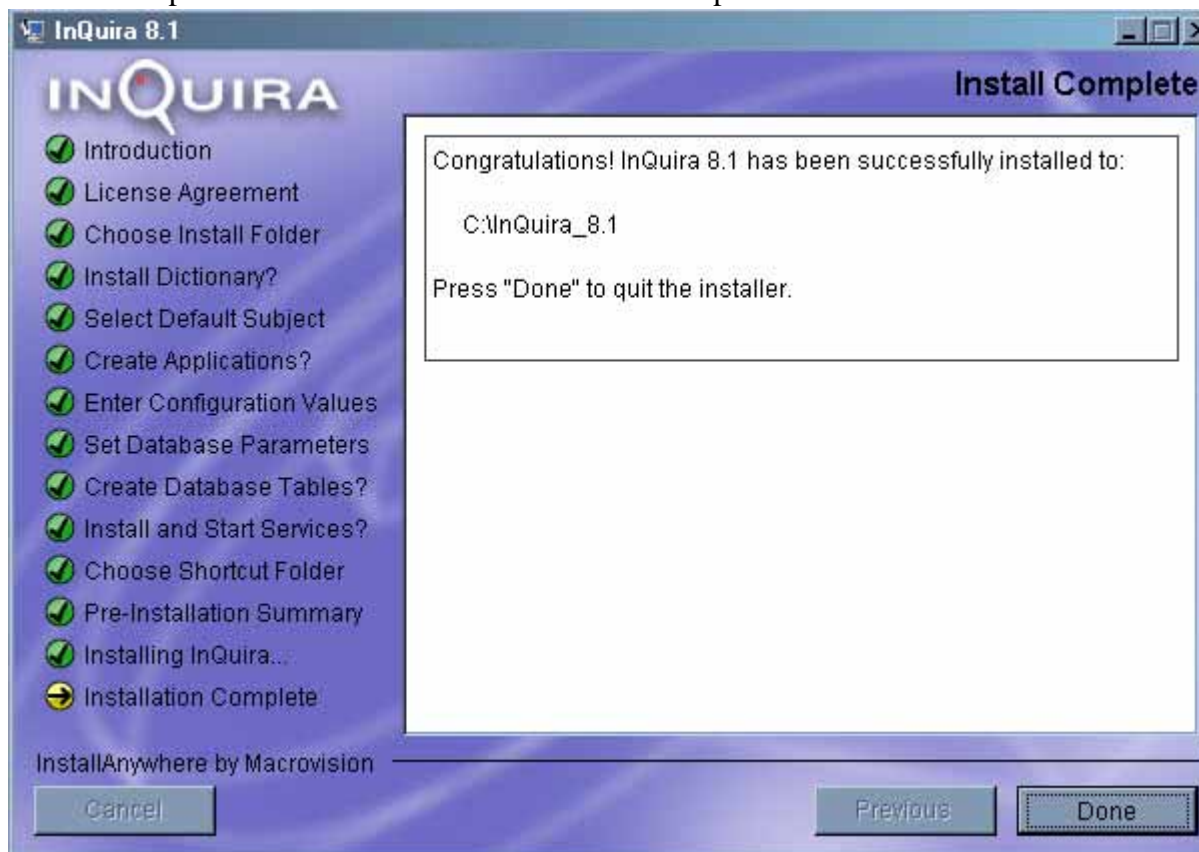 InQuira 8.1
INQUIRA
Install Complete
Introduction
License Agreement
Choose Install Folder
Install Dictionary?
Select Default Subject
Create Applications?
Enter Configuration Values
Set Database Parameters
Create Database Tables?
Install and Start Services?
Choose Shortcut Folder
Pre-Installation Summary
Installing InQuira...
Installation Complete
Congratulations! InQuira 8.1 has been successfully installed to:
C:\InQuira_8.1
Press "Done" to quit the installer.
InstallAnywhere by Macrovision
Cancel
Previous
Done